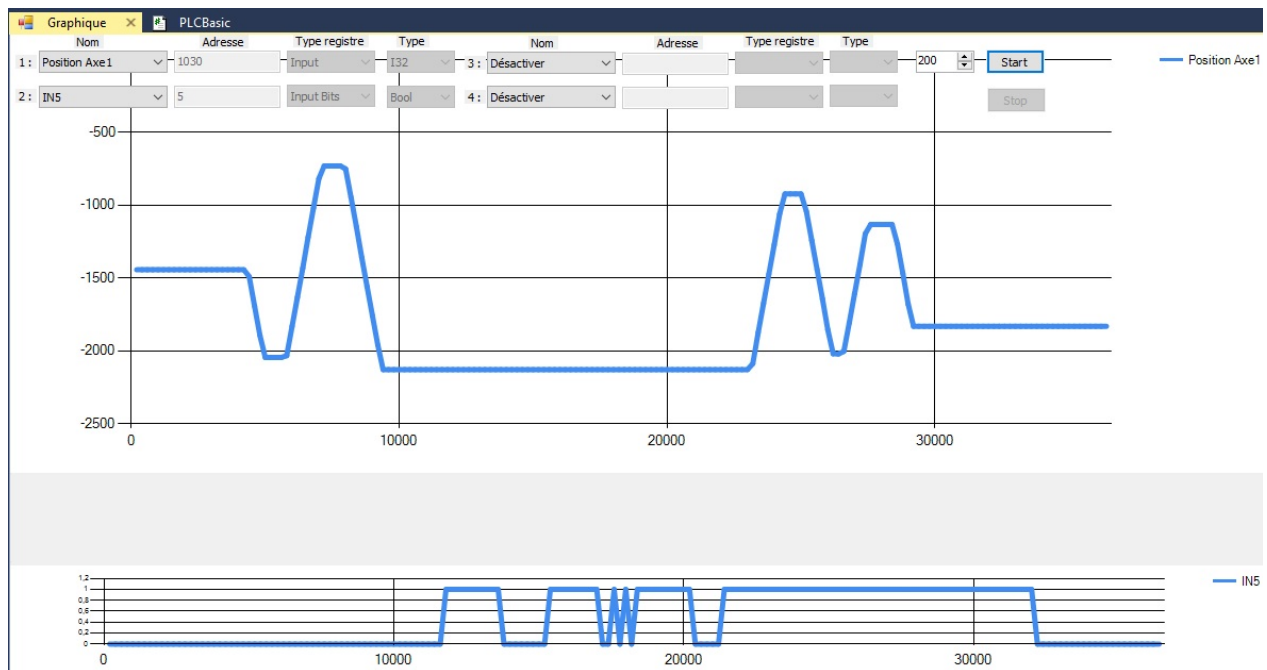 Graphique PLCBasic
Nom Adresse Type registre Type Nom Adresse Type registre Type
1 : Position Axe1 1030 Input I32 3 : Désactiver 200 Start
2 : IN5 5 Input Bits Bool 4 : Désactiver Stop
Position Axe1
-500
-1000
-1500
-2000
-2500
0 10000 20000 30000
IN5
1,2
1
0,8
0,6
0,4
0,2
0
0 10000 20000 30000